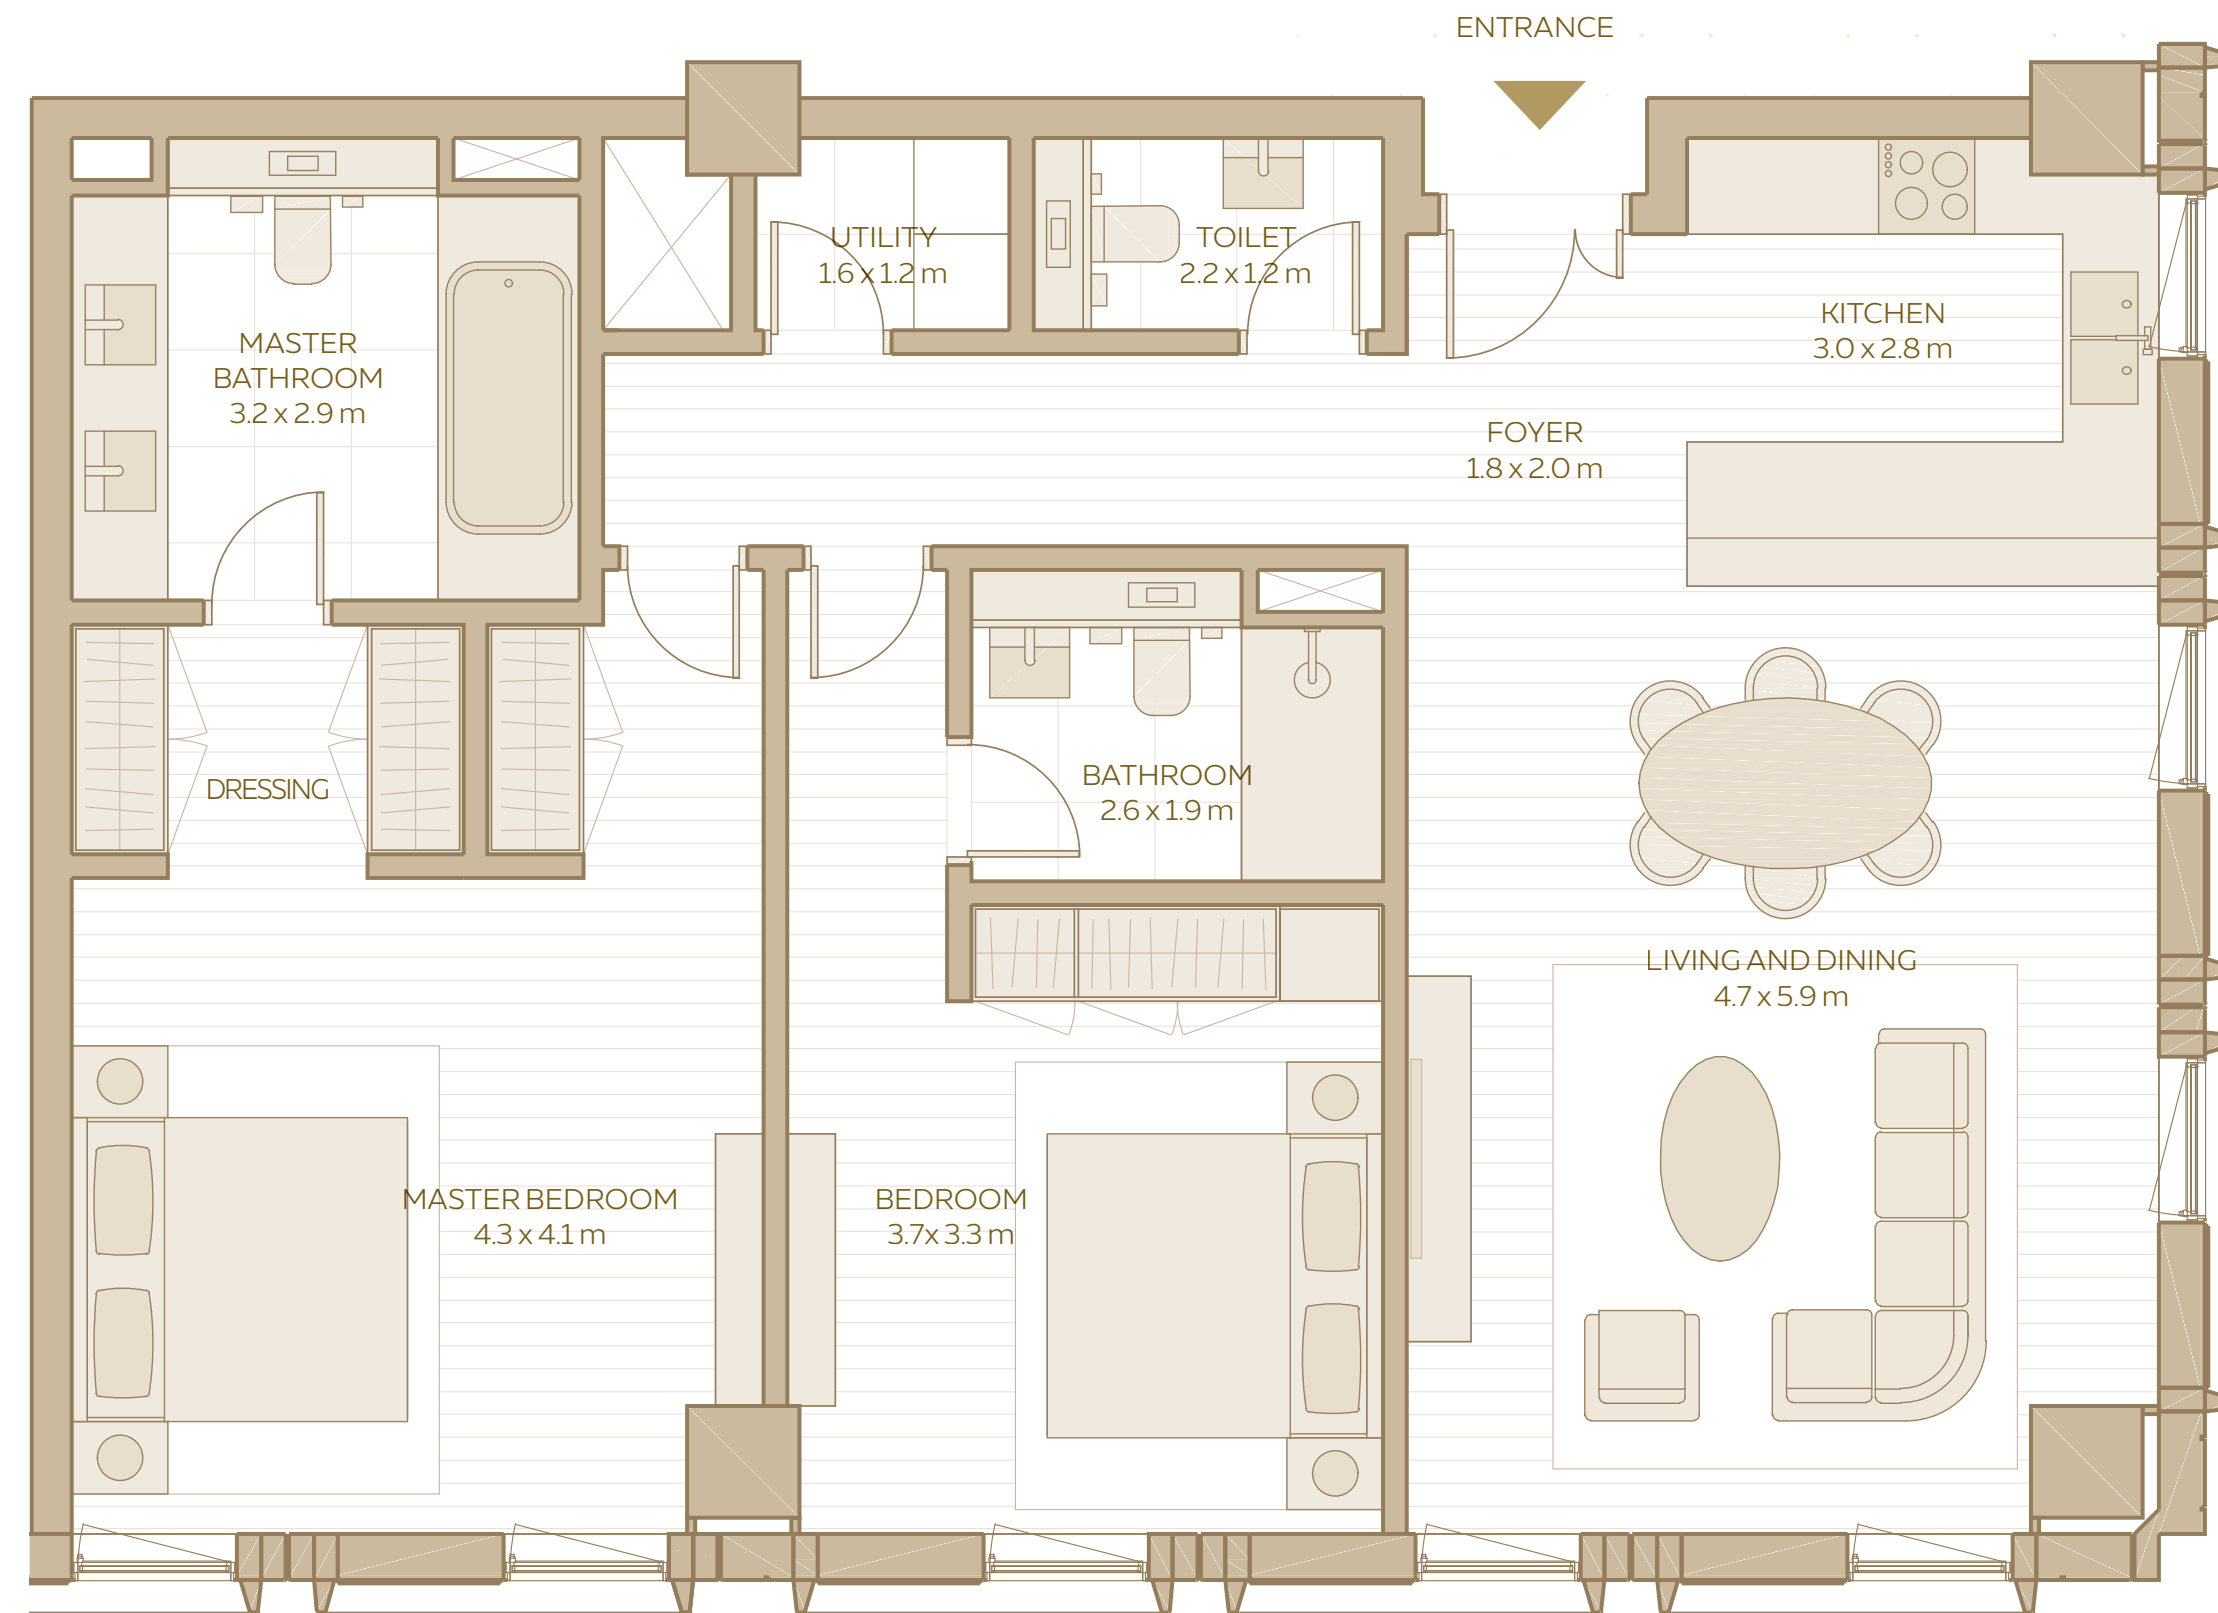 ENTRANCE
UTILITY
1.6 x 1.2 m
TOILET
2.2 x 1.2 m
KITCHEN
3.0 x 2.8 m
MASTER
BATHROOM
3.2 x 2.9 m
FOYER
1.8 x 2.0 m
DRESSING
BATHROOM
2.6 x 1.9 m
LIVING AND DINING
4.7 x 5.9 m
MASTER BEDROOM
4.3 x 4.1 m
BEDROOM
3.7x 3.3 m